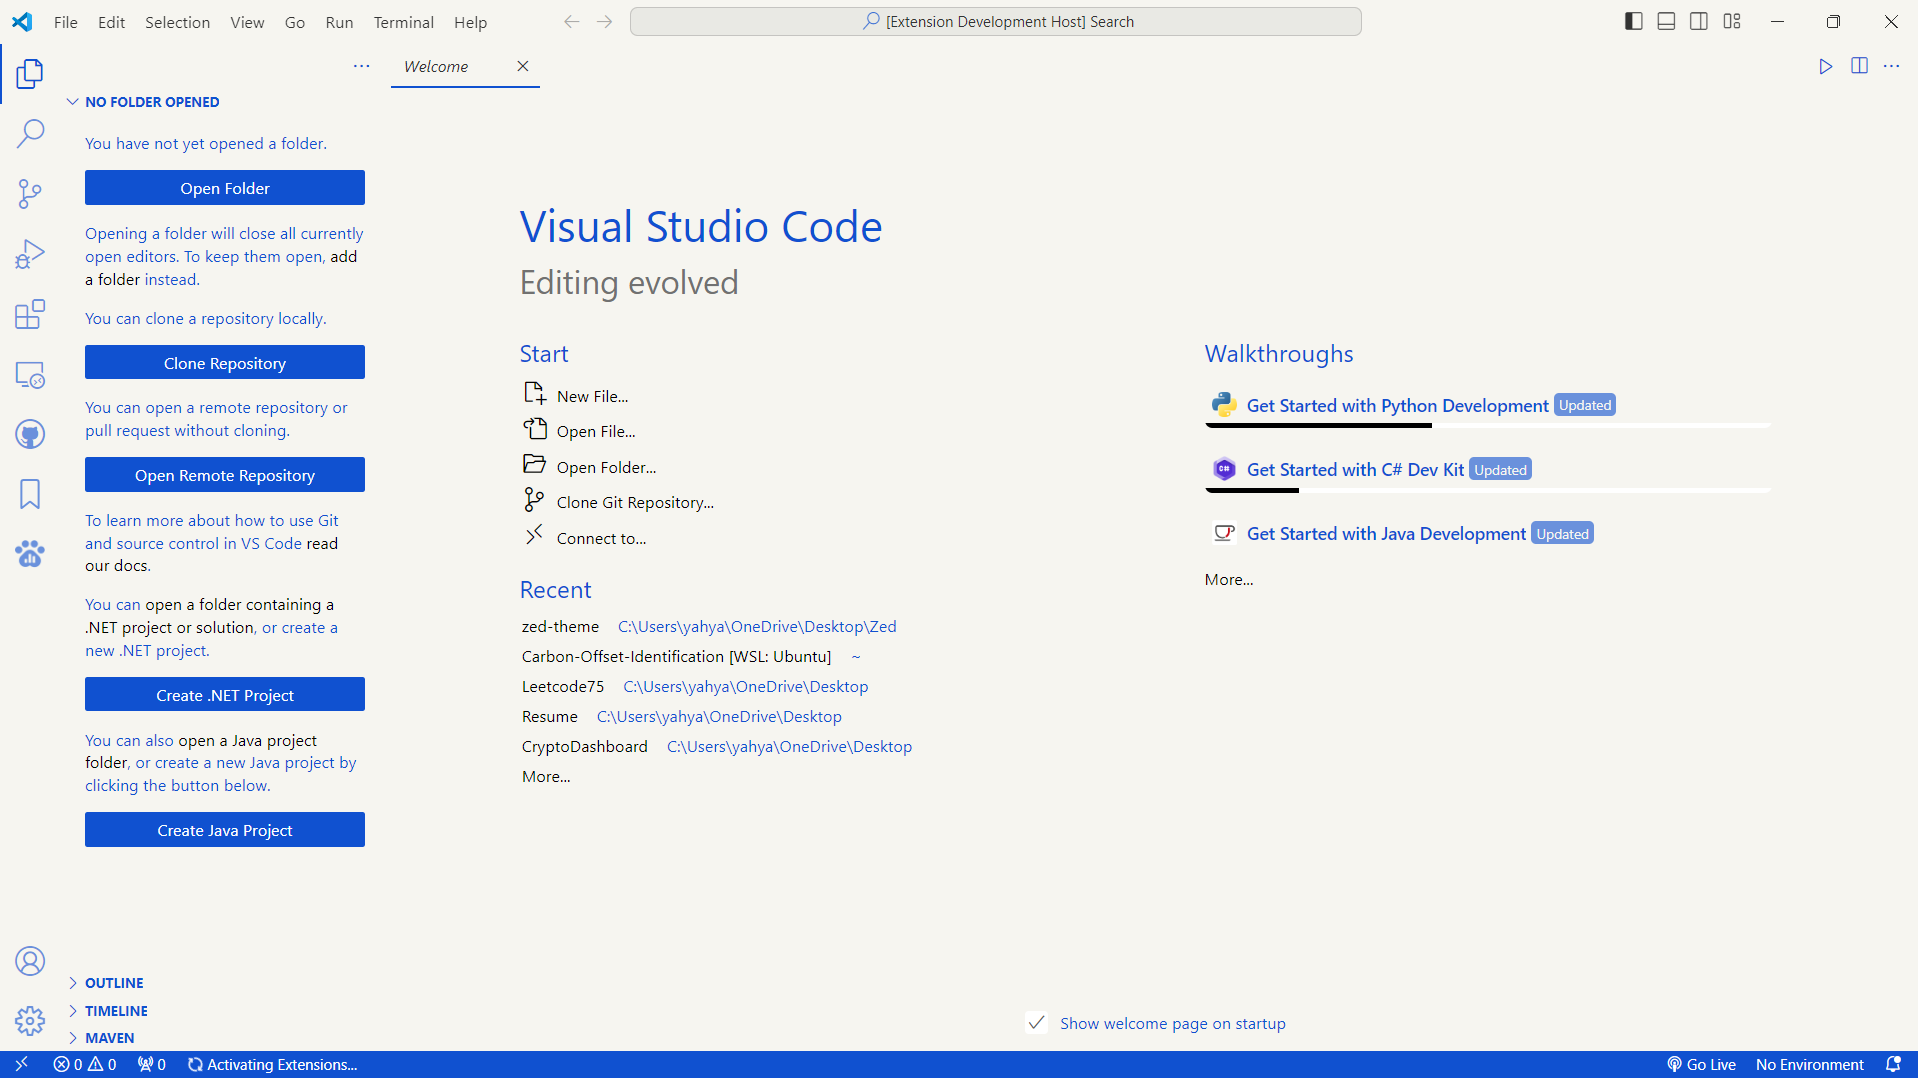 File Edit Selection View Go Run Terminal Help
[Extension Development Host] Search
Welcome
NO FOLDER OPENED
You have not yet opened a folder.
Open Folder
Opening a folder will close all currently
open editors. To keep them open, add
a folder instead.
You can clone a repository locally.
Clone Repository
You can open a remote repository or
pull request without cloning.
Open Remote Repository
To learn more about how to use Git
and source control in VS Code read
our docs.
You can open a folder containing a
.NET project or solution, or create a
new .NET project.
Create .NET Project
You can also open a Java project
folder, or create a new Java project by
clicking the button below.
Create Java Project
OUTLINE
TIMELINE
MAVEN
Visual Studio Code
Editing evolved
Start
New File...
Open File...
Open Folder...
Clone Git Repository...
Connect to...
Recent
zed-theme C:\Users\yahya\OneDrive\Desktop\Zed
Carbon-Offset-Identification [WSL: Ubuntu] ~
Leetcode75 C:\Users\yahya\OneDrive\Desktop
Resume C:\Users\yahya\OneDrive\Desktop
CryptoDashboard C:\Users\yahya\OneDrive\Desktop
More...
Walkthroughs
Get Started with Python Development Updated
C# Get Started with C# Dev Kit Updated
Get Started with Java Development Updated
More...
Show welcome page on startup
0 0 0 Activating Extensions...
Go Live No Environment